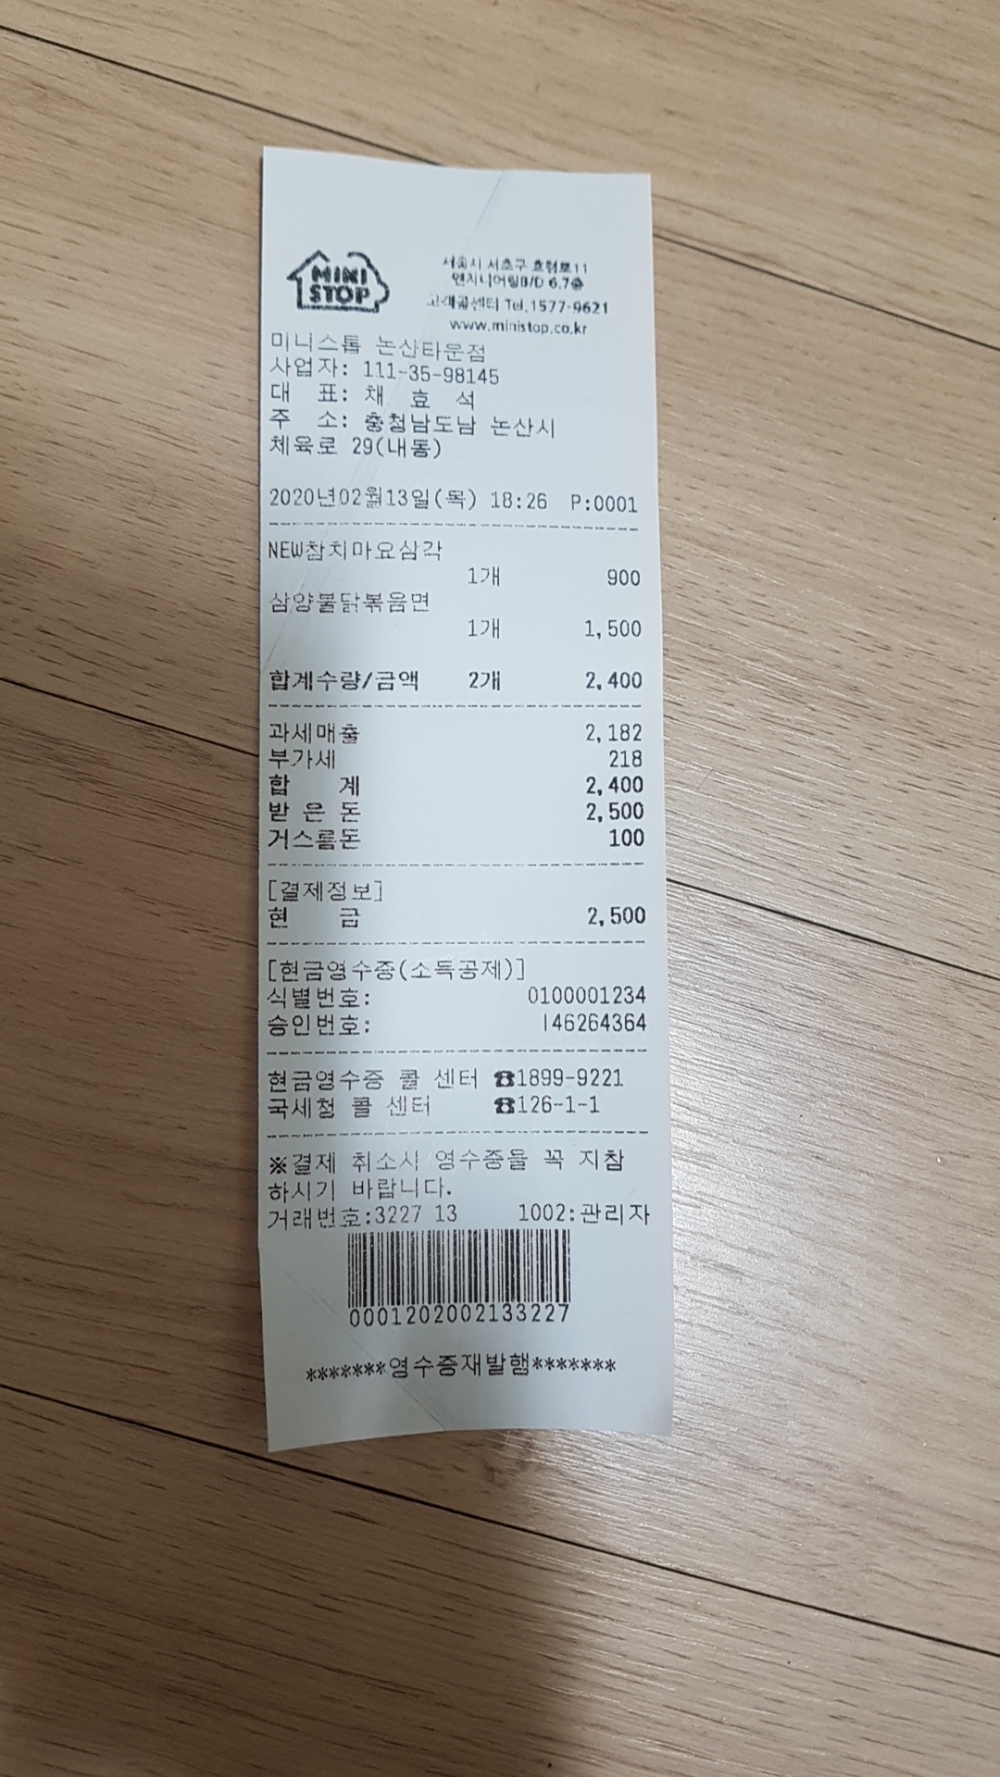 MINI
STOP
서울시 서초구 효령로11
엔지니어링B/D 6,7층
고객콜센터 Tel.1577-9621
www.ministop.co.kr
미니스톱 논산타운점
사업자: 111-35-98145
대 표: 채 효 석
주 소: 충청남도남 논산시
체육로 29(내동)
2020년02월13일(목) 18:26 P:0001
NEW참치마요삼각
1개 900
삼양불닭볶음면
1개 1,500
합계수량/금액 2개 2,400
과세매출 2,182
부가세 218
합 계 2,400
받 은 돈 2,500
거스름돈 100
[결제정보]
현 금 2,500
[현금영수증(소득공제)]
식별번호: 0100001234
승인번호: 146264364
현금영수증 콜 센터 ☎1899-9221
국세청 콜 센터 ☎126-1-1
※결제 취소시 영수증을 꼭 지참
하시기 바랍니다.
거래번호:3227 13 1002:관리자
0001202002133227
*******영수증재발행*******